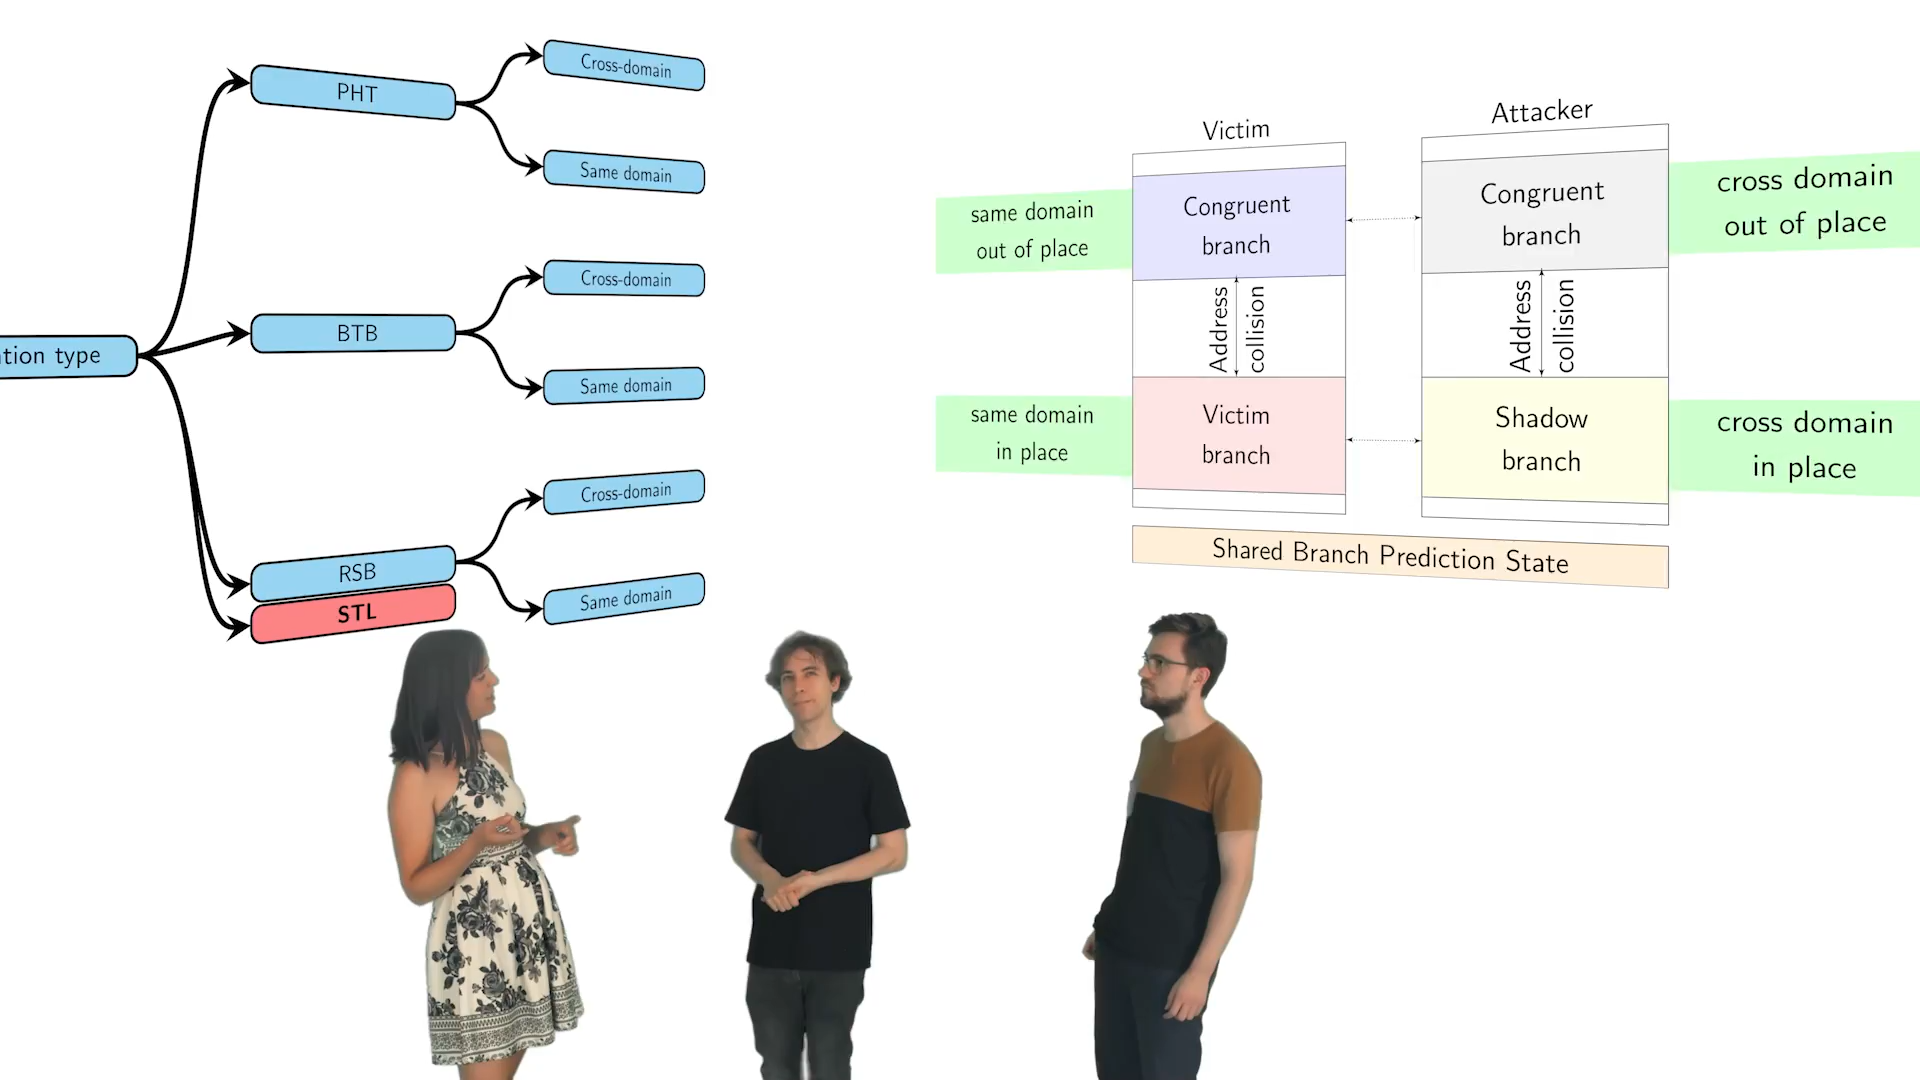 PHT
Cross-domain
Same domain
ation type
BTB
Cross-domain
Same domain
RSB
STL
Cross-domain
Same domain
Victim
Attacker
same domain
out of place
Congruent
branch
Congruent
branch
cross domain
out of place
Address
collision
Address
collision
same domain
in place
Victim
branch
Shadow
branch
cross domain
in place
Shared Branch Prediction State